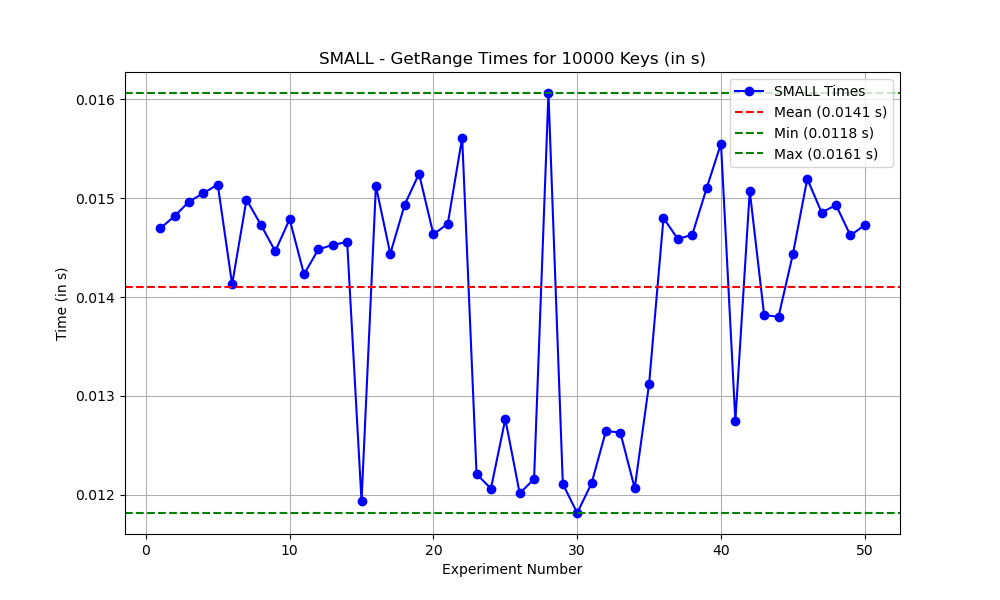 SMALL - GetRange Times for 10000 Keys (in s)
SMALL Times
Mean (0.0141 s)
Min (0.0118 s)
Max (0.0161 s)
Time (in s)
0.016
0.015
0.014
0.013
0.012
0 10 20 30 40 50
Experiment Number